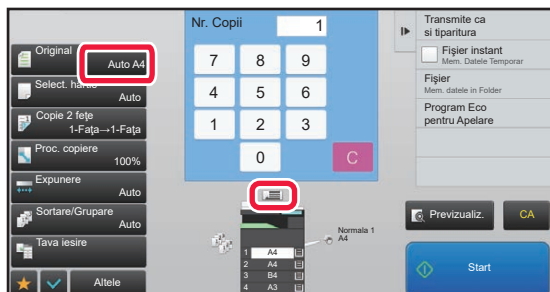 Original
Auto A4
Select. hartie
Auto
Copie 2 feţe
1-Faţa→1-Faţa
Proc. copiere
100%
Expunere
Auto
Sortare/Grupare
Auto
Tava iesire
Altele
Nr. Copii
1
7 8 9
4 5 6
1 2 3
0 C
Normala 1
A4
1 A4
2 A4
3 B4
4 A3
Transmite ca
si tiparitura
Fişier instant
Mem. Datele Temporar
Fişier
Mem. datele in Folder
Program Eco
pentru Apelare
Previzualiz.
CA
Start